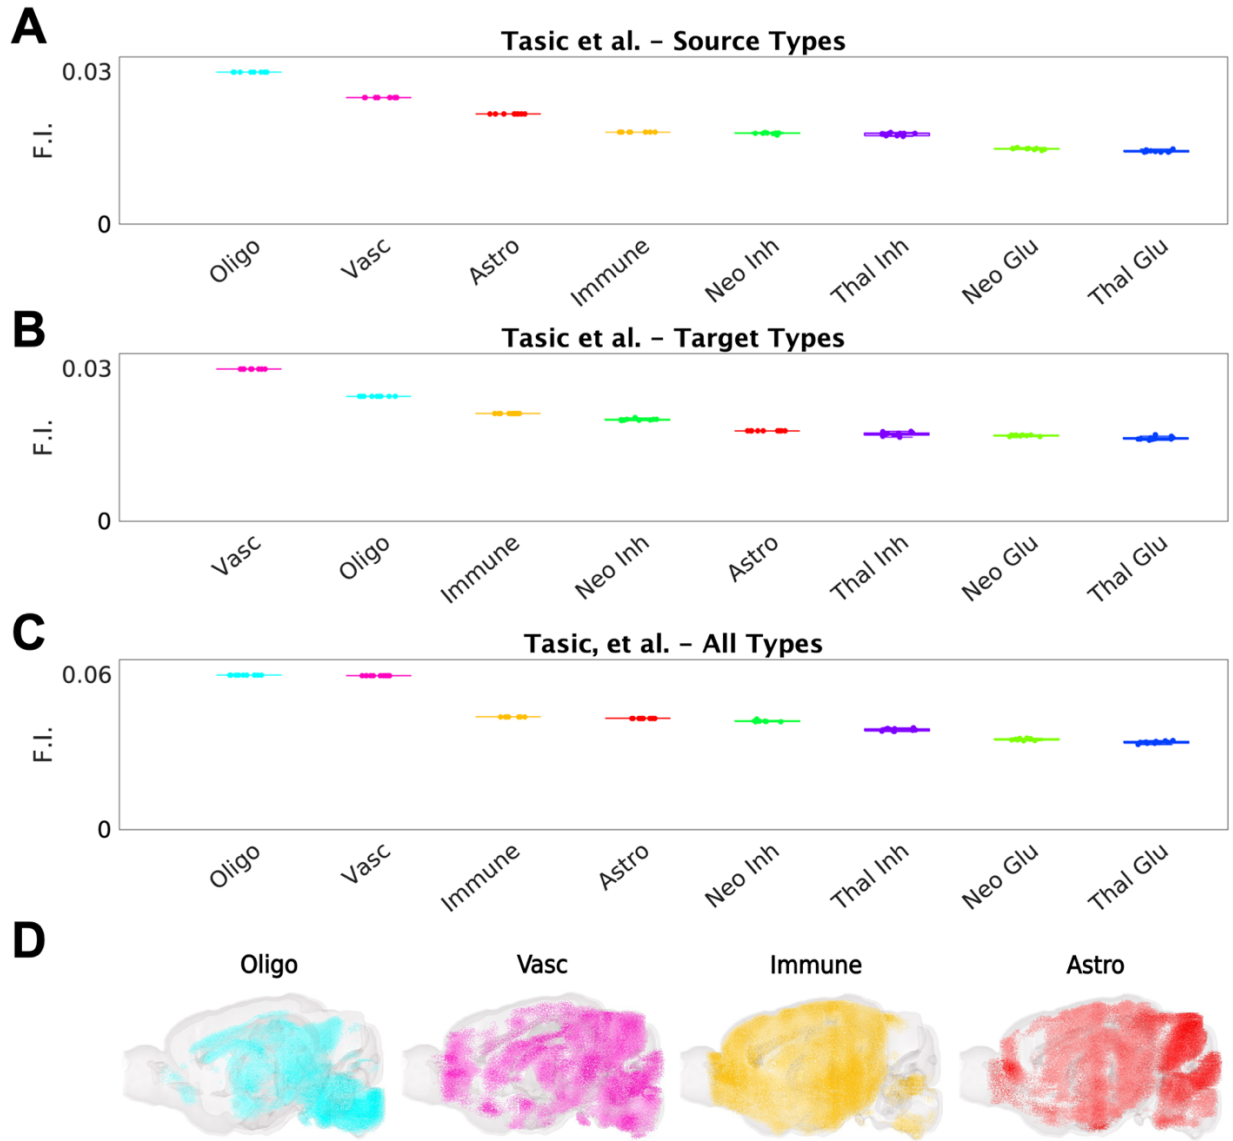 A
Tasic et al. – Source Types
0.03
F.I.
0
Oligo
Vasc
Astro
Immune
Neo Inh
Thal Inh
Neo Glu
Thal Glu
B
Tasic et al. – Target Types
0.03
F.I.
0
Vasc
Oligo
Immune
Neo Inh
Astro
Thal Inh
Neo Glu
Thal Glu
C
Tasic, et al. – All Types
0.06
F.I.
0
Oligo
Vasc
Immune
Astro
Neo Inh
Thal Inh
Neo Glu
Thal Glu
D
Oligo
Vasc
Immune
Astro